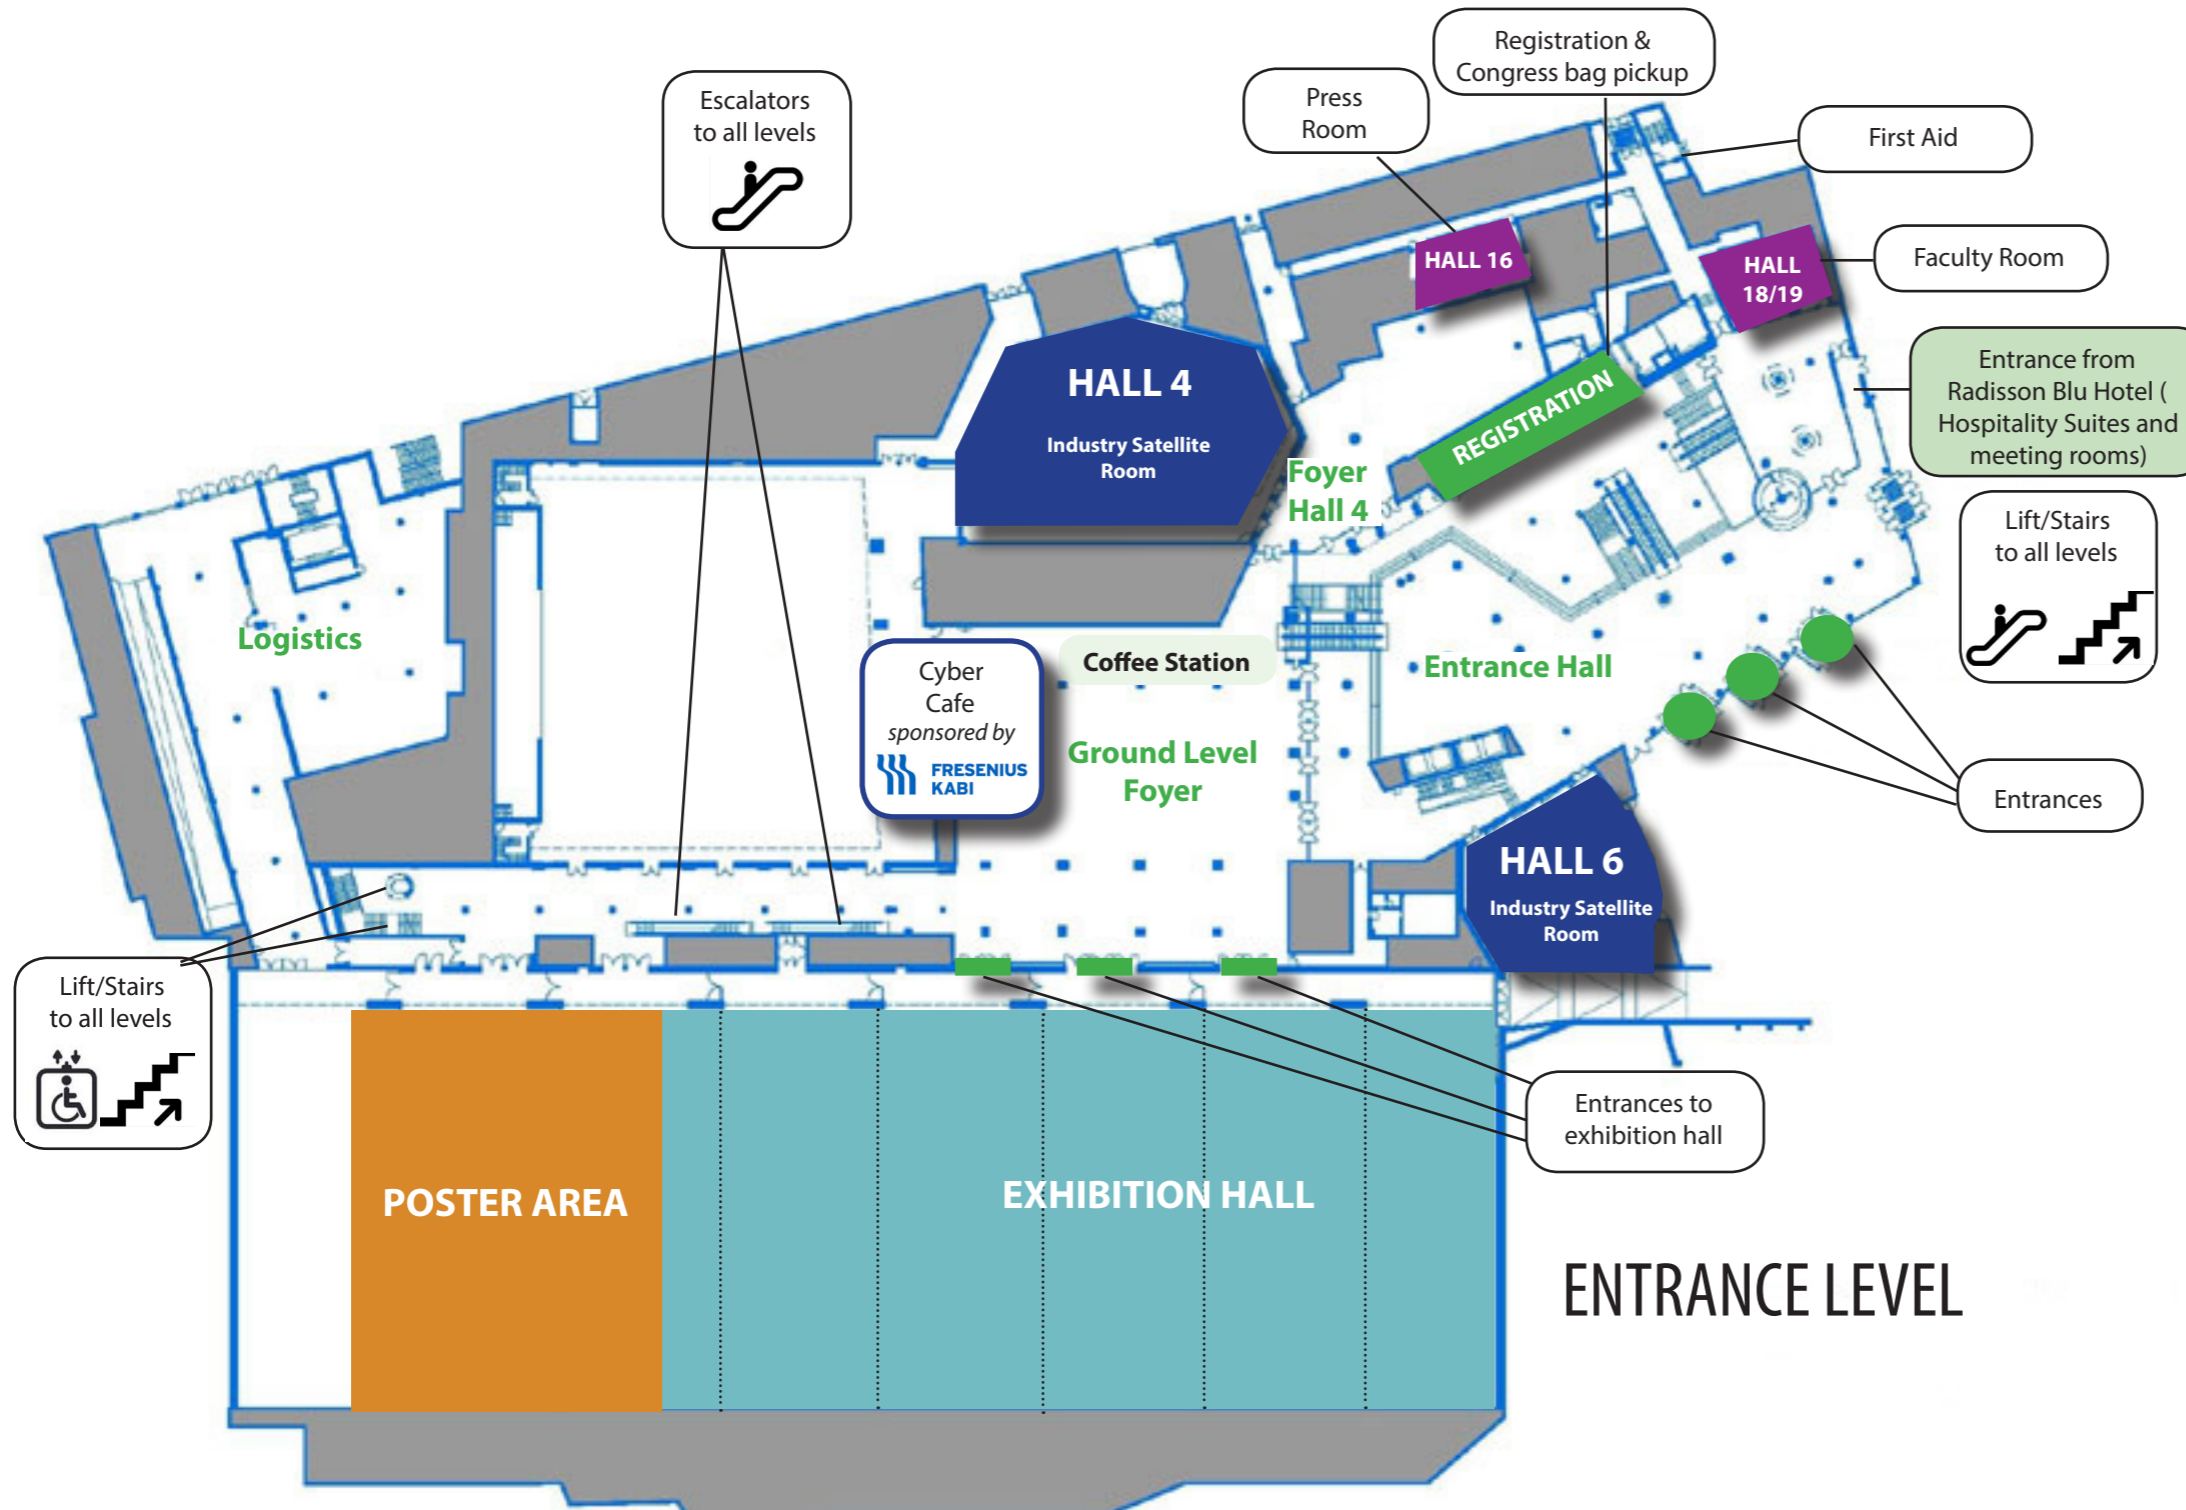 Registration &
Congress bag pickup
Press
Room
Escalators
to all levels
First Aid
Faculty Room
HALL 16
HALL
18/19
Entrance from
Radisson Blu Hotel (
Hospitality Suites and
meeting rooms)
HALL 4
Industry Satellite
Room
REGISTRATION
Foyer
Hall 4
Lift/Stairs
to all levels
Logistics
Cyber
Cafe
sponsored by
FRESENIUS
KABI
Coffee Station
Entrance Hall
Ground Level
Foyer
Entrances
HALL 6
Industry Satellite
Room
Lift/Stairs
to all levels
Entrances to
exhibition hall
POSTER AREA
EXHIBITION HALL
ENTRANCE LEVEL